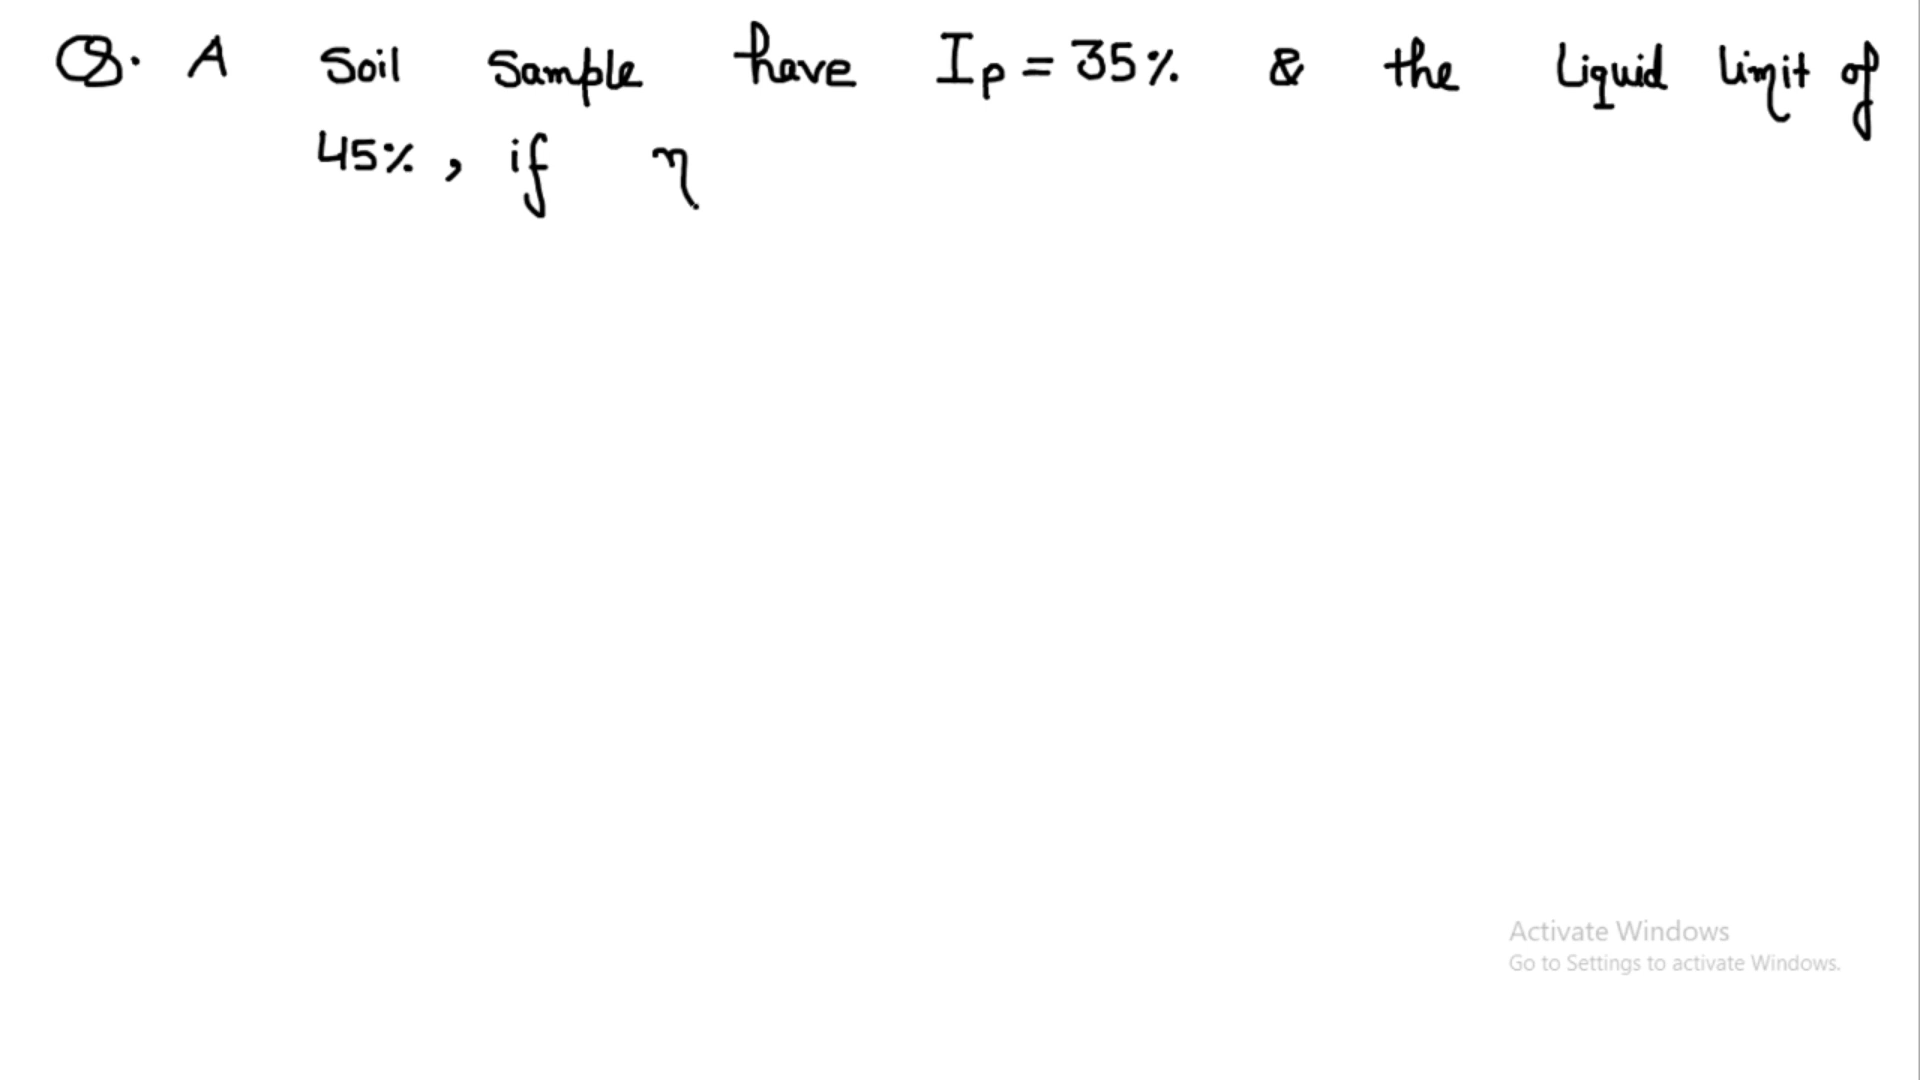 Q. A Soil Sample have Ip = 35% & the Liquid limit of
45%, if η
Activate Windows
Go to Settings to activate Windows.